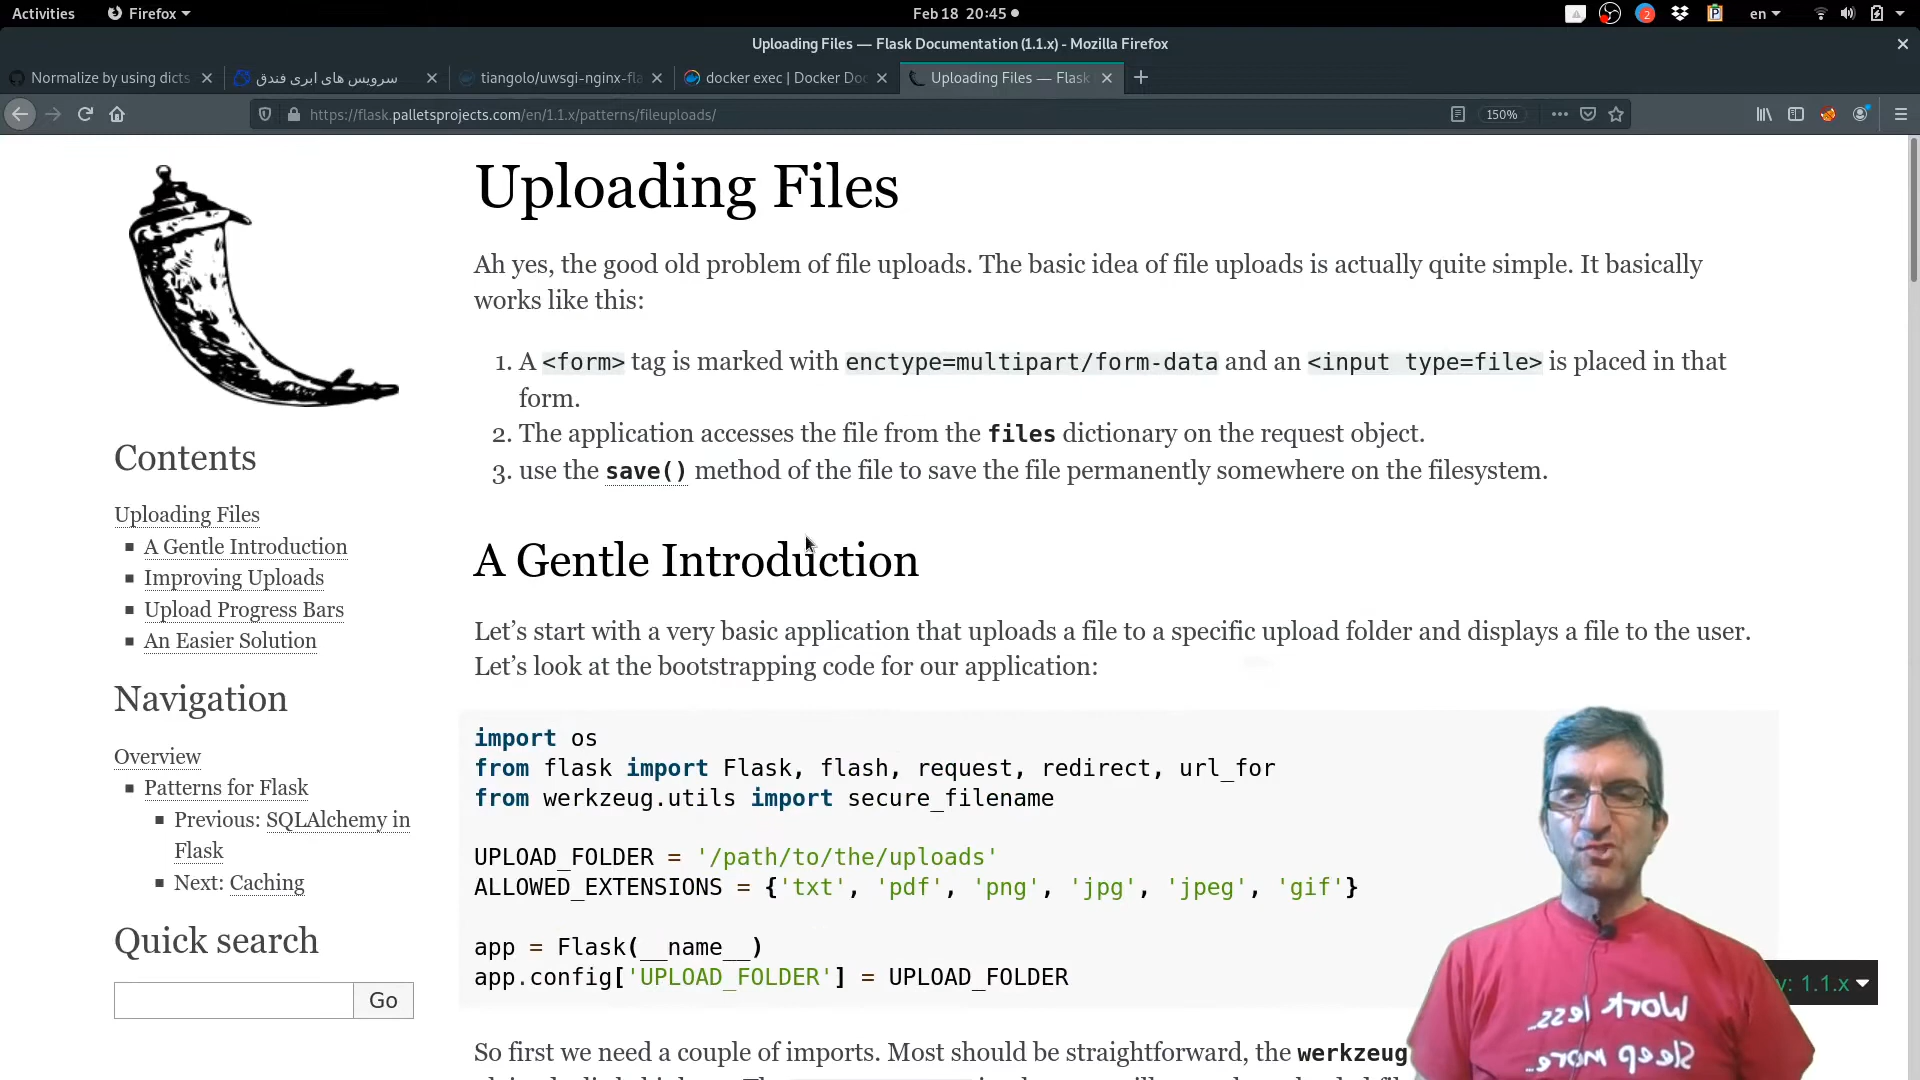 Activities
Firefox
Feb 18 20:45
2
en
Uploading Files — Flask Documentation (1.1.x) - Mozilla Firefox
Normalize by using dicts
سرویس های ابری فندق
tiangolo/uwsgi-nginx-fla
docker exec | Docker Doc
Uploading Files — Flask
https://flask.palletsprojects.com/en/1.1.x/patterns/fileuploads/
150%
Uploading Files
Ah yes, the good old problem of file uploads. The basic idea of file uploads is actually quite simple. It basically
works like this:
1. A <form> tag is marked with enctype=multipart/form-data and an <input type=file> is placed in that
form.
2. The application accesses the file from the files dictionary on the request object.
3. use the save() method of the file to save the file permanently somewhere on the filesystem.
Contents
Uploading Files
A Gentle Introduction
Improving Uploads
Upload Progress Bars
An Easier Solution
Navigation
Overview
Patterns for Flask
Previous: SQLAlchemy in
Flask
Next: Caching
Quick search
Go
A Gentle Introduction
Let's start with a very basic application that uploads a file to a specific upload folder and displays a file to the user.
Let's look at the bootstrapping code for our application:
import os
from flask import Flask, flash, request, redirect, url_for
from werkzeug.utils import secure_filename
UPLOAD_FOLDER = '/path/to/the/uploads'
ALLOWED_EXTENSIONS = {'txt', 'pdf', 'png', 'jpg', 'jpeg', 'gif'}
app = Flask(__name__)
app.config['UPLOAD_FOLDER'] = UPLOAD_FOLDER
v: 1.1.x
So first we need a couple of imports. Most should be straightforward, the werkzeug
Work less..
Sleep more..